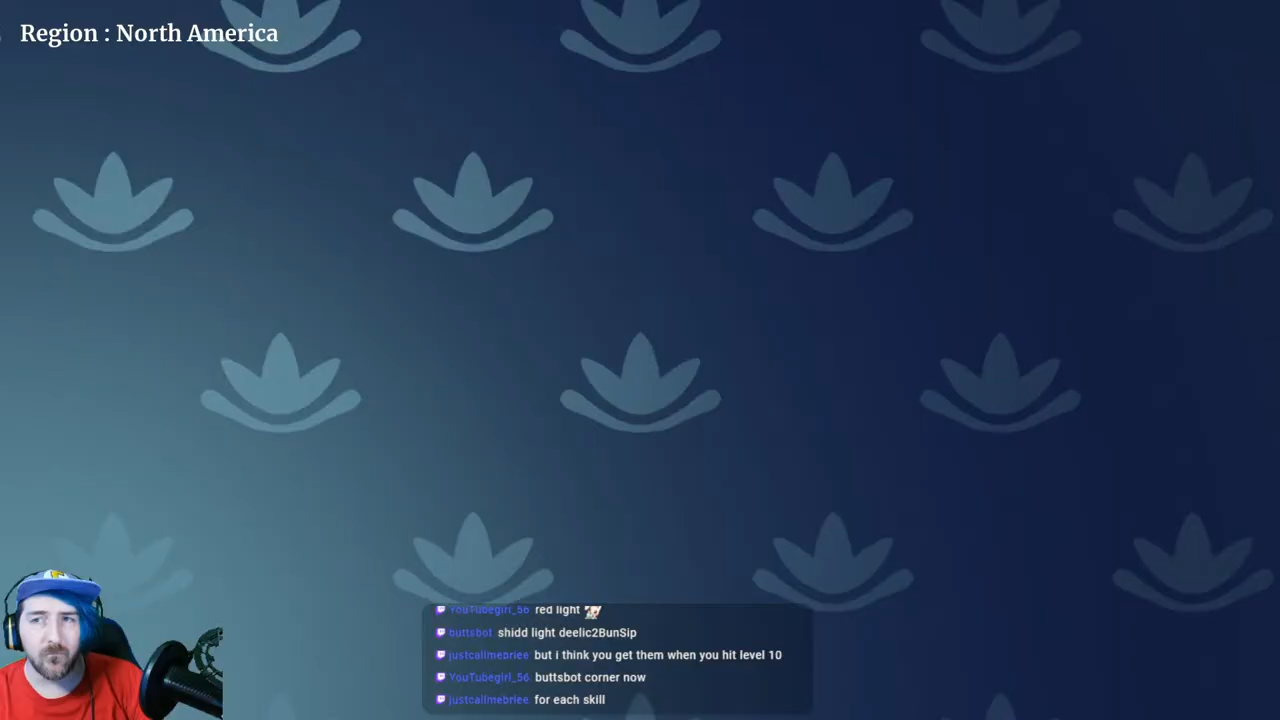 Region : North America
YouTubegirl_56 red light
buttsbot shidd light deelic2BunSip
justcallmebriee but i think you get them when you hit level 10
YouTubegirl_56 buttsbot corner now
justcallmebriee for each skill